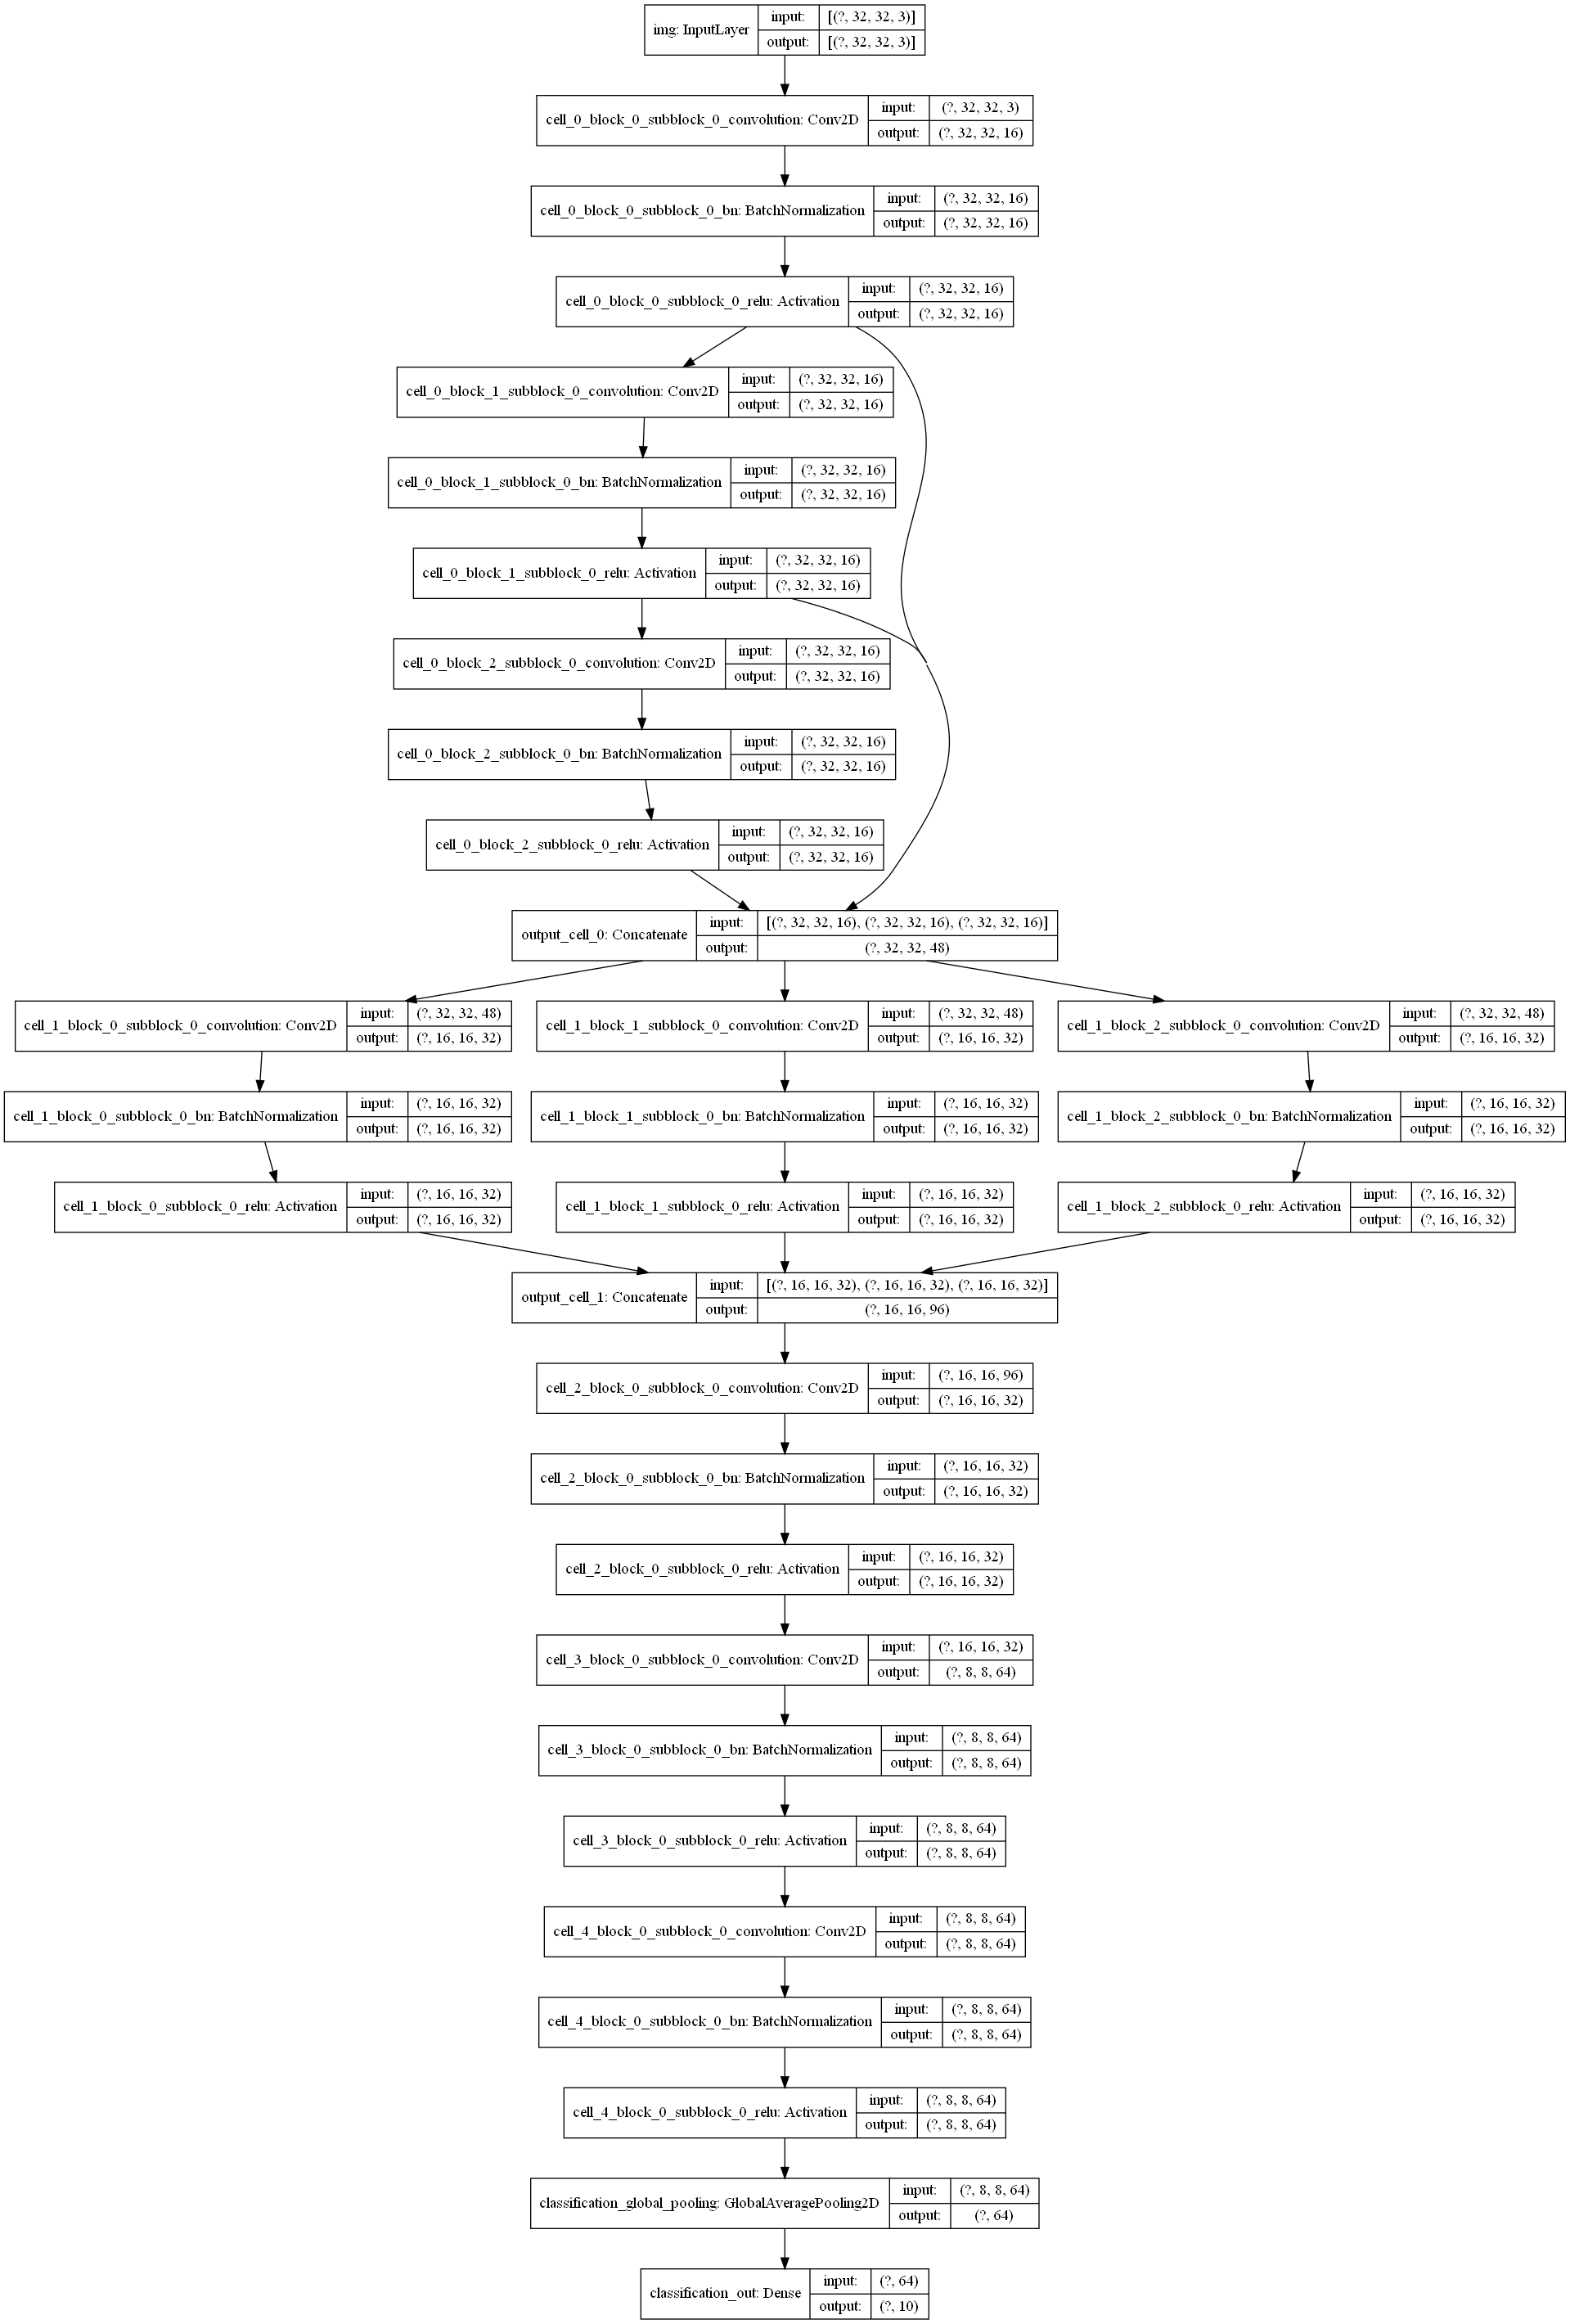 img: InputLayer
input: [(?, 32, 32, 3)]
output: [(?, 32, 32, 3)]
cell_0_block_0_subblock_0_convolution: Conv2D
input: (?, 32, 32, 3)
output: (?, 32, 32, 16)
cell_0_block_0_subblock_0_bn: BatchNormalization
input: (?, 32, 32, 16)
output: (?, 32, 32, 16)
cell_0_block_0_subblock_0_relu: Activation
input: (?, 32, 32, 16)
output: (?, 32, 32, 16)
cell_0_block_1_subblock_0_convolution: Conv2D
input: (?, 32, 32, 16)
output: (?, 32, 32, 16)
cell_0_block_1_subblock_0_bn: BatchNormalization
input: (?, 32, 32, 16)
output: (?, 32, 32, 16)
cell_0_block_1_subblock_0_relu: Activation
input: (?, 32, 32, 16)
output: (?, 32, 32, 16)
cell_0_block_2_subblock_0_convolution: Conv2D
input: (?, 32, 32, 16)
output: (?, 32, 32, 16)
cell_0_block_2_subblock_0_bn: BatchNormalization
input: (?, 32, 32, 16)
output: (?, 32, 32, 16)
cell_0_block_2_subblock_0_relu: Activation
input: (?, 32, 32, 16)
output: (?, 32, 32, 16)
output_cell_0: Concatenate
input: [(?, 32, 32, 16), (?, 32, 32, 16), (?, 32, 32, 16)]
output: (?, 32, 32, 48)
cell_1_block_0_subblock_0_convolution: Conv2D
input: (?, 32, 32, 48)
output: (?, 16, 16, 32)
cell_1_block_1_subblock_0_convolution: Conv2D
input: (?, 32, 32, 48)
output: (?, 16, 16, 32)
cell_1_block_2_subblock_0_convolution: Conv2D
input: (?, 32, 32, 48)
output: (?, 16, 16, 32)
cell_1_block_0_subblock_0_bn: BatchNormalization
input: (?, 16, 16, 32)
output: (?, 16, 16, 32)
cell_1_block_1_subblock_0_bn: BatchNormalization
input: (?, 16, 16, 32)
output: (?, 16, 16, 32)
cell_1_block_2_subblock_0_bn: BatchNormalization
input: (?, 16, 16, 32)
output: (?, 16, 16, 32)
cell_1_block_0_subblock_0_relu: Activation
input: (?, 16, 16, 32)
output: (?, 16, 16, 32)
cell_1_block_1_subblock_0_relu: Activation
input: (?, 16, 16, 32)
output: (?, 16, 16, 32)
cell_1_block_2_subblock_0_relu: Activation
input: (?, 16, 16, 32)
output: (?, 16, 16, 32)
output_cell_1: Concatenate
input: [(?, 16, 16, 32), (?, 16, 16, 32), (?, 16, 16, 32)]
output: (?, 16, 16, 96)
cell_2_block_0_subblock_0_convolution: Conv2D
input: (?, 16, 16, 96)
output: (?, 16, 16, 32)
cell_2_block_0_subblock_0_bn: BatchNormalization
input: (?, 16, 16, 32)
output: (?, 16, 16, 32)
cell_2_block_0_subblock_0_relu: Activation
input: (?, 16, 16, 32)
output: (?, 16, 16, 32)
cell_3_block_0_subblock_0_convolution: Conv2D
input: (?, 16, 16, 32)
output: (?, 8, 8, 64)
cell_3_block_0_subblock_0_bn: BatchNormalization
input: (?, 8, 8, 64)
output: (?, 8, 8, 64)
cell_3_block_0_subblock_0_relu: Activation
input: (?, 8, 8, 64)
output: (?, 8, 8, 64)
cell_4_block_0_subblock_0_convolution: Conv2D
input: (?, 8, 8, 64)
output: (?, 8, 8, 64)
cell_4_block_0_subblock_0_bn: BatchNormalization
input: (?, 8, 8, 64)
output: (?, 8, 8, 64)
cell_4_block_0_subblock_0_relu: Activation
input: (?, 8, 8, 64)
output: (?, 8, 8, 64)
classification_global_pooling: GlobalAveragePooling2D
input: (?, 8, 8, 64)
output: (?, 64)
classification_out: Dense
input: (?, 64)
output: (?, 10)